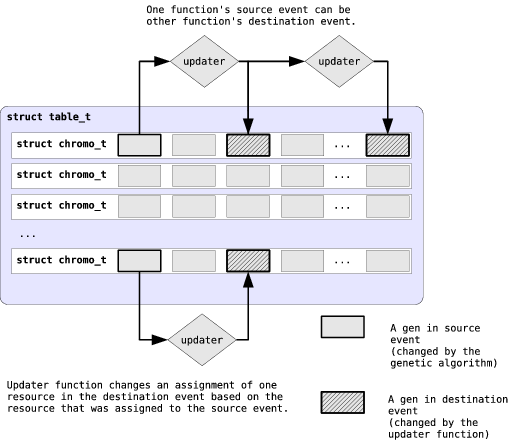 One function's source event can be
other function's destination event.
updater
updater
struct table_t
struct chromo_t
...
struct chromo_t
...
struct chromo_t
...
...
struct chromo_t
...
updater
A gen in source
event
(changed by the
genetic algorithm)
Updater function changes an assignment of one
resource in the destination event based on the
resource that was assigned to the source event.
A gen in destination
event
(changed by the
updater function)